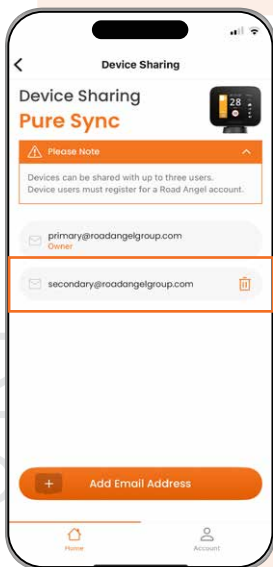 Device Sharing
Device Sharing
Pure Sync
28
Please Note
Devices can be shared with up to three users.
Device users must register for a Road Angel account.
primary@roadangelgroup.com
Owner
secondary@roadangelgroup.com
+ Add Email Address
Home
Account